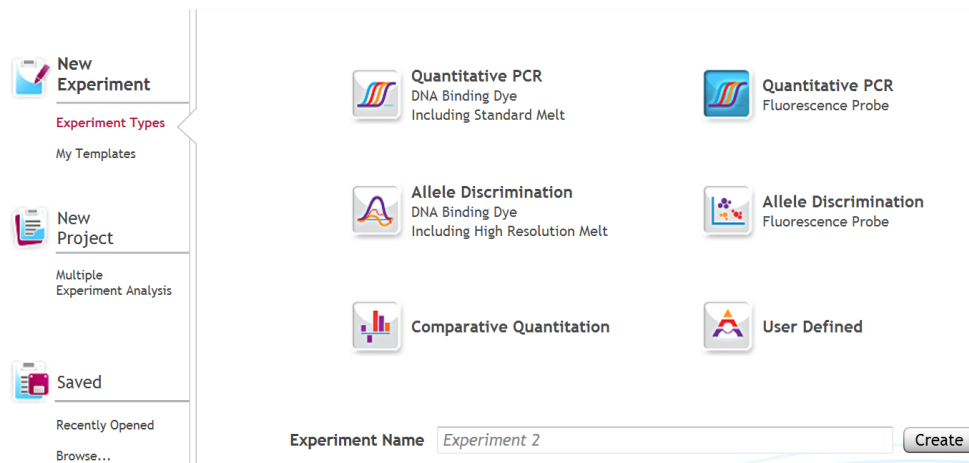 New
Experiment
Experiment Types
My Templates
New
Project
Multiple
Experiment Analysis
Saved
Recently Opened
Browse...
Quantitative PCR
DNA Binding Dye
Including Standard Melt
Quantitative PCR
Fluorescence Probe
Allele Discrimination
DNA Binding Dye
Including High Resolution Melt
Allele Discrimination
Fluorescence Probe
Comparative Quantitation
User Defined
Experiment Name
Experiment 2
Create